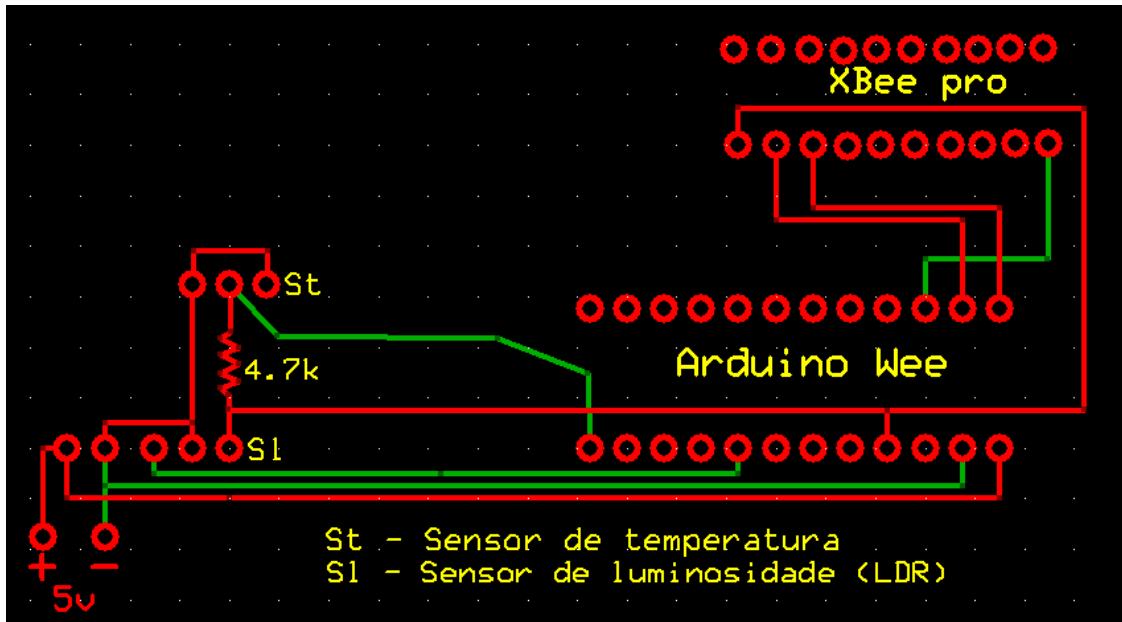 XBee pro
St
4.7k
Arduino Wee
Sl
+ -
5v
St - Sensor de temperatura
Sl - Sensor de luminosidade (LDR)